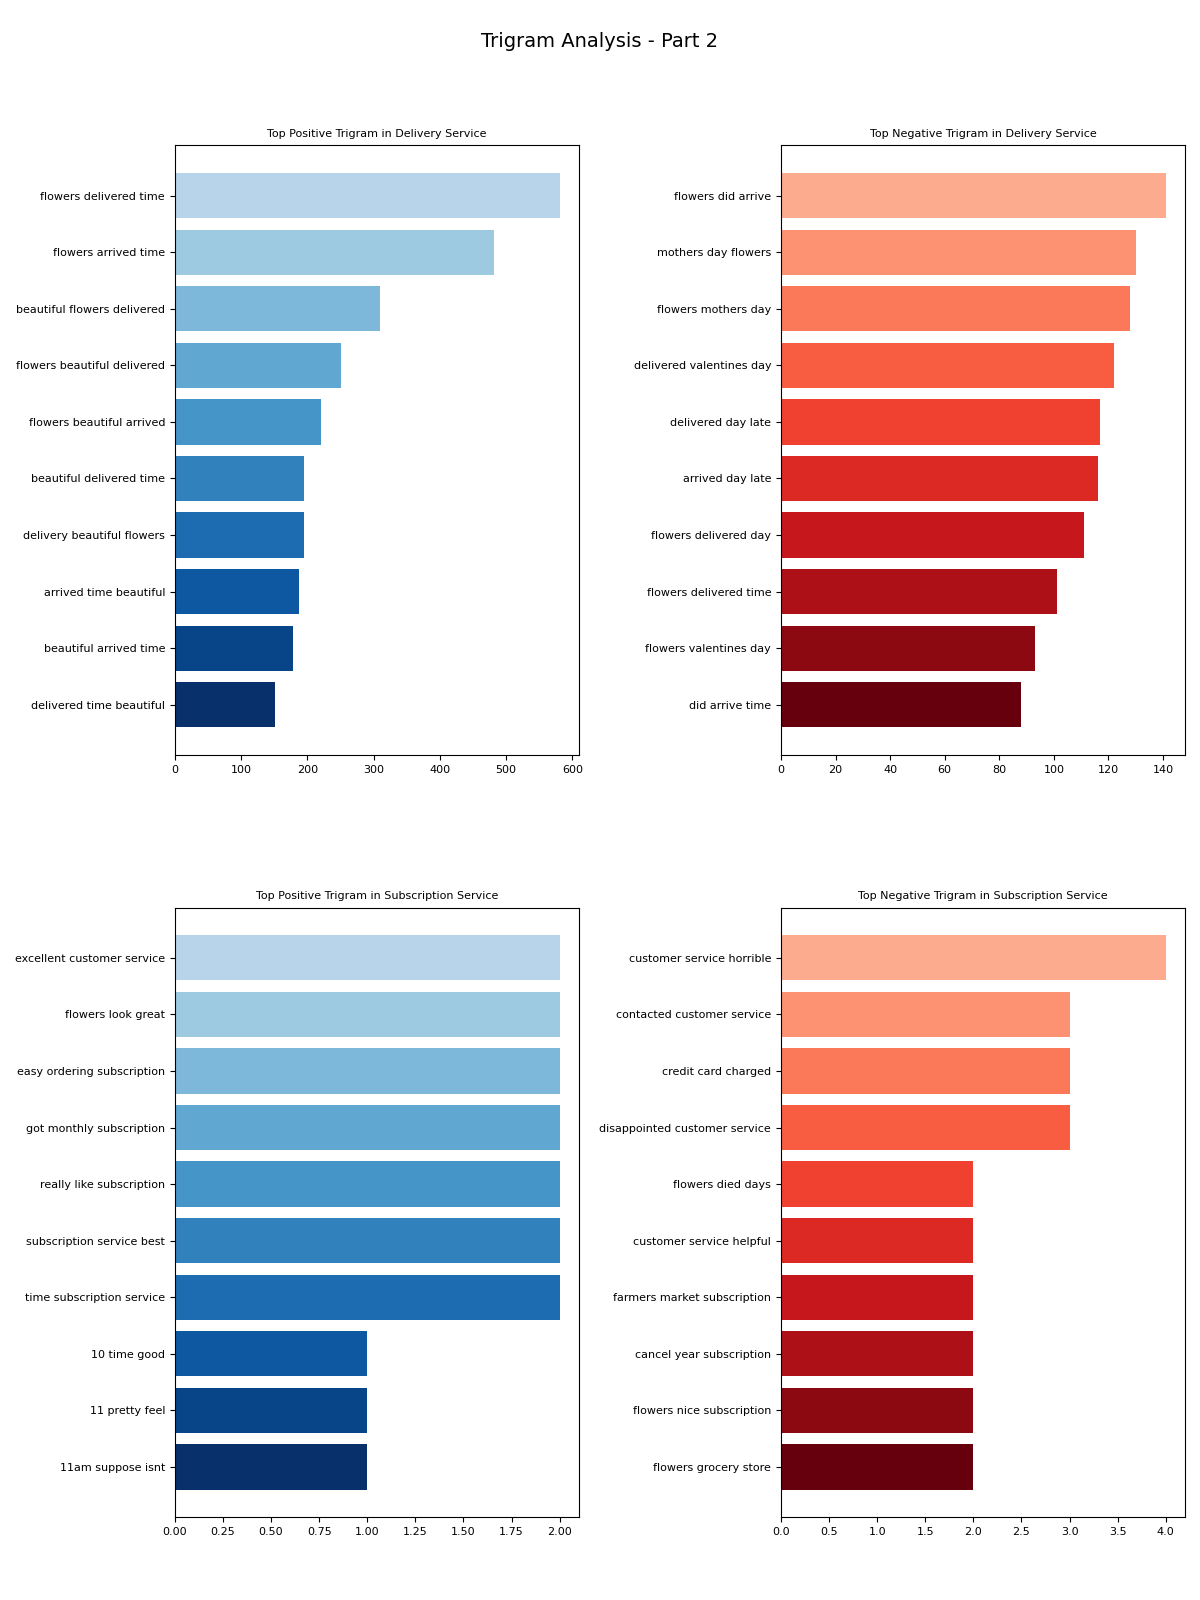 Trigram Analysis - Part 2
Top Positive Trigram in Delivery Service
flowers delivered time
flowers arrived time
beautiful flowers delivered
flowers beautiful delivered
flowers beautiful arrived
beautiful delivered time
delivery beautiful flowers
arrived time beautiful
beautiful arrived time
delivered time beautiful
0 100 200 300 400 500 600
Top Negative Trigram in Delivery Service
flowers did arrive
mothers day flowers
flowers mothers day
delivered valentines day
delivered day late
arrived day late
flowers delivered day
flowers delivered time
flowers valentines day
did arrive time
0 20 40 60 80 100 120 140
Top Positive Trigram in Subscription Service
excellent customer service
flowers look great
easy ordering subscription
got monthly subscription
really like subscription
subscription service best
time subscription service
10 time good
11 pretty feel
11am suppose isnt
0.00 0.25 0.50 0.75 1.00 1.25 1.50 1.75 2.00
Top Negative Trigram in Subscription Service
customer service horrible
contacted customer service
credit card charged
disappointed customer service
flowers died days
customer service helpful
farmers market subscription
cancel year subscription
flowers nice subscription
flowers grocery store
0.0 0.5 1.0 1.5 2.0 2.5 3.0 3.5 4.0